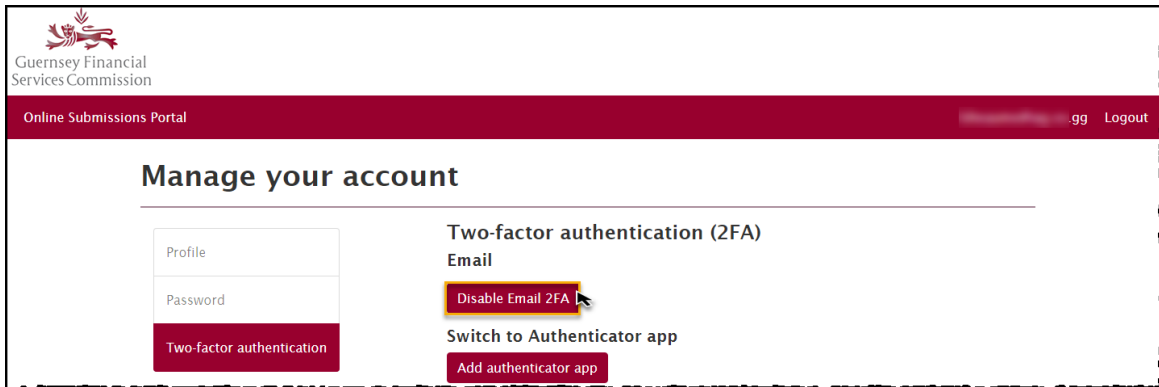 Guernsey Financial
Services Commission
Online Submissions Portal
.gg Logout
Manage your account
Profile
Password
Two-factor authentication
Two-factor authentication (2FA)
Email
Disable Email 2FA
Switch to Authenticator app
Add authenticator app